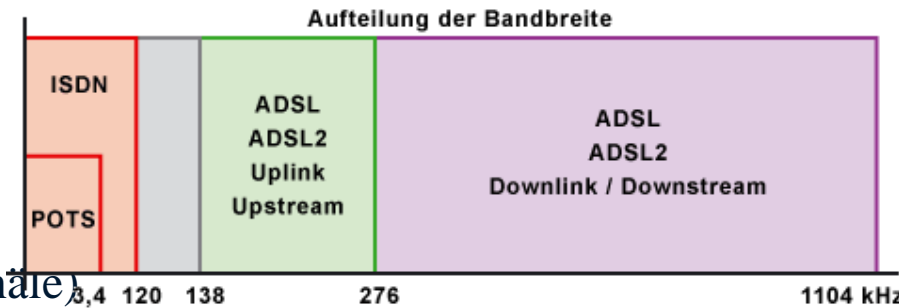 Aufteilung der Bandbreite
ISDN
POTS
ADSL
ADSL2
Uplink
Upstream
ADSL
ADSL2
Downlink / Downstream
3,4 120 138 276 1104 kHz